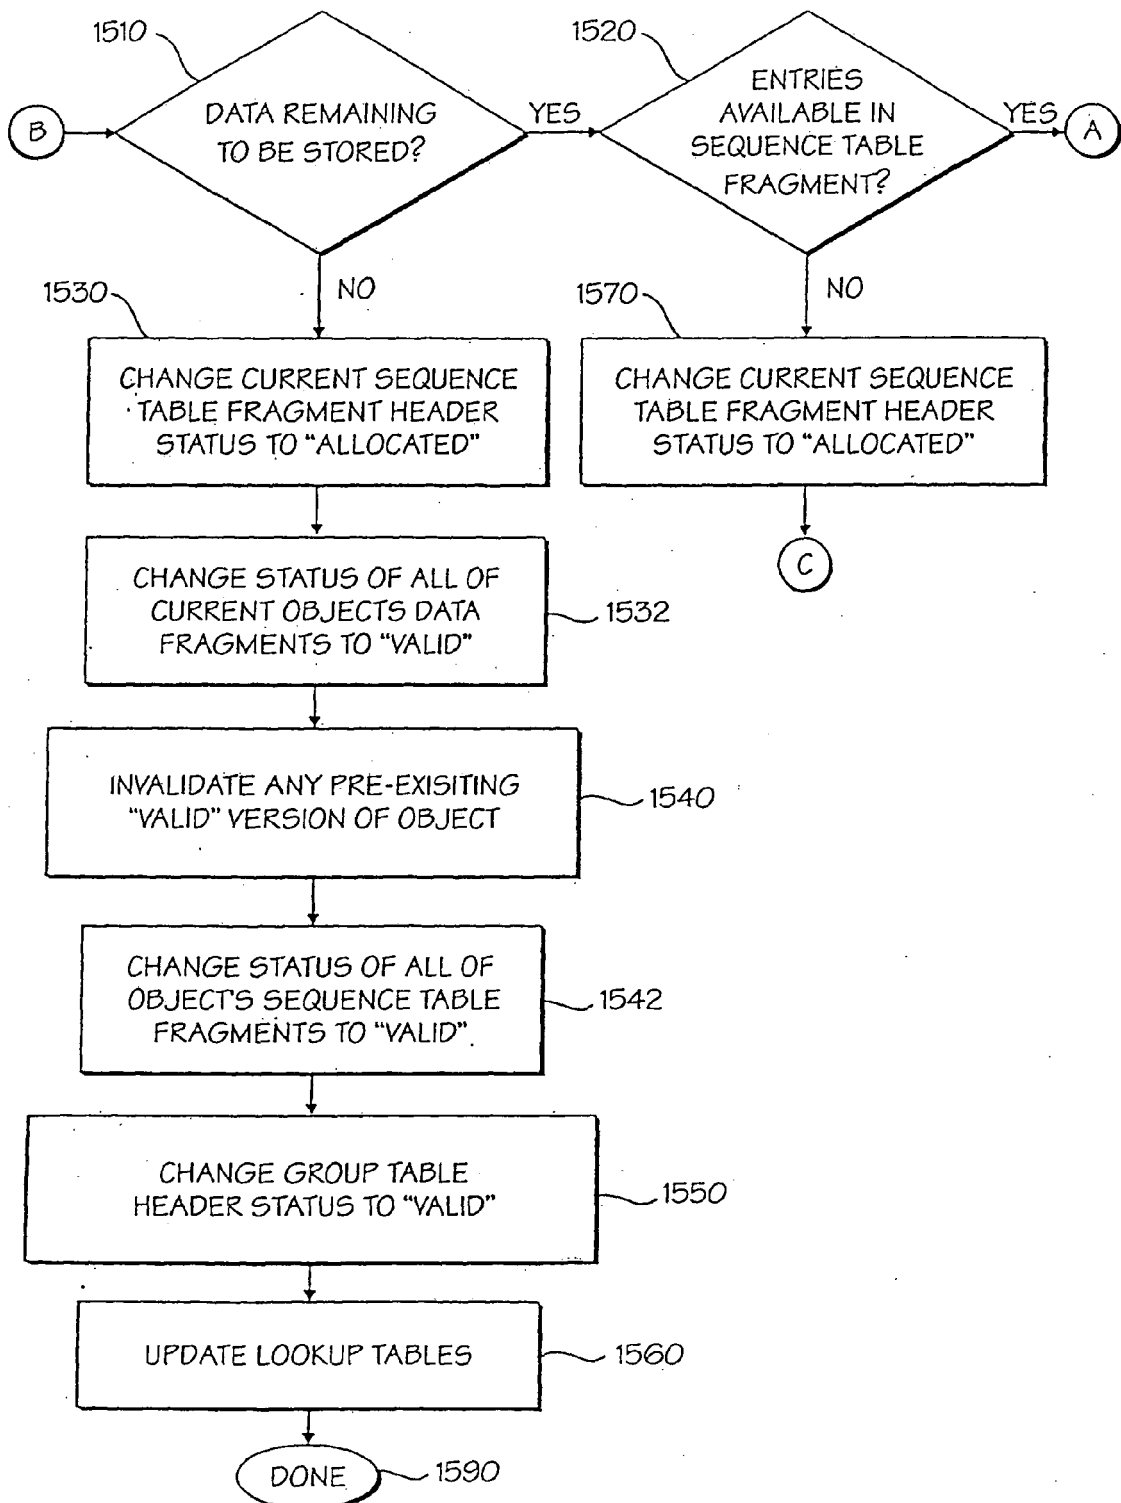 1510
1520
B
DATA REMAINING
TO BE STORED?
YES
ENTRIES
AVAILABLE IN
SEQUENCE TABLE
FRAGMENT?
YES
A
NO
NO
1530
CHANGE CURRENT SEQUENCE
TABLE FRAGMENT HEADER
STATUS TO "ALLOCATED"
1570
CHANGE CURRENT SEQUENCE
TABLE FRAGMENT HEADER
STATUS TO "ALLOCATED"
C
CHANGE STATUS OF ALL OF
CURRENT OBJECTS DATA
FRAGMENTS TO "VALID"
1532
INVALIDATE ANY PRE-EXISITING
"VALID" VERSION OF OBJECT
1540
CHANGE STATUS OF ALL OF
OBJECT'S SEQUENCE TABLE
FRAGMENTS TO "VALID".
1542
CHANGE GROUP TABLE
HEADER STATUS TO "VALID"
1550
UPDATE LOOKUP TABLES
1560
DONE
1590